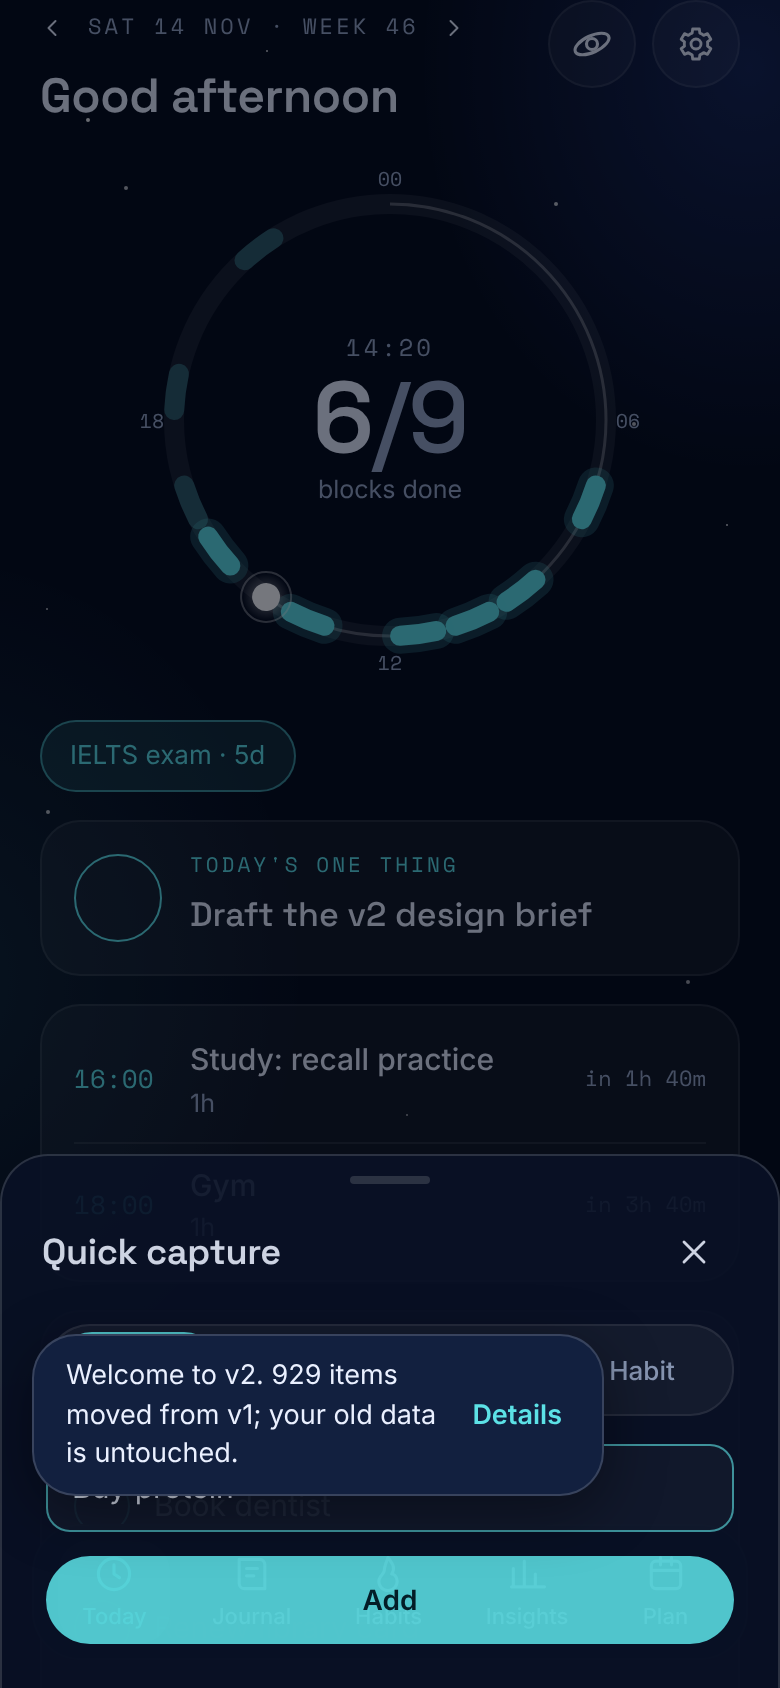 SAT 14 NOV · WEEK 46
Good afternoon
00
14:20
6/9
blocks done
18
06
12
IELTS exam · 5d
TODAY'S ONE THING
Draft the v2 design brief
16:00
Study: recall practice
in 1h 40m
1h
18:00
Gym
in 3h 40m
1h
Quick capture
Habit
Welcome to v2. 929 items
moved from v1; your old data
is untouched.
Details
Buy protein
Book dentist
Add
Today
Journal
Habits
Insights
Plan